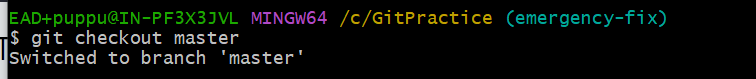 EAD+puppu@IN-PF3X3JVL MINGW64 /c/GitPractice (emergency-fix)
$ git checkout master
Switched to branch 'master'